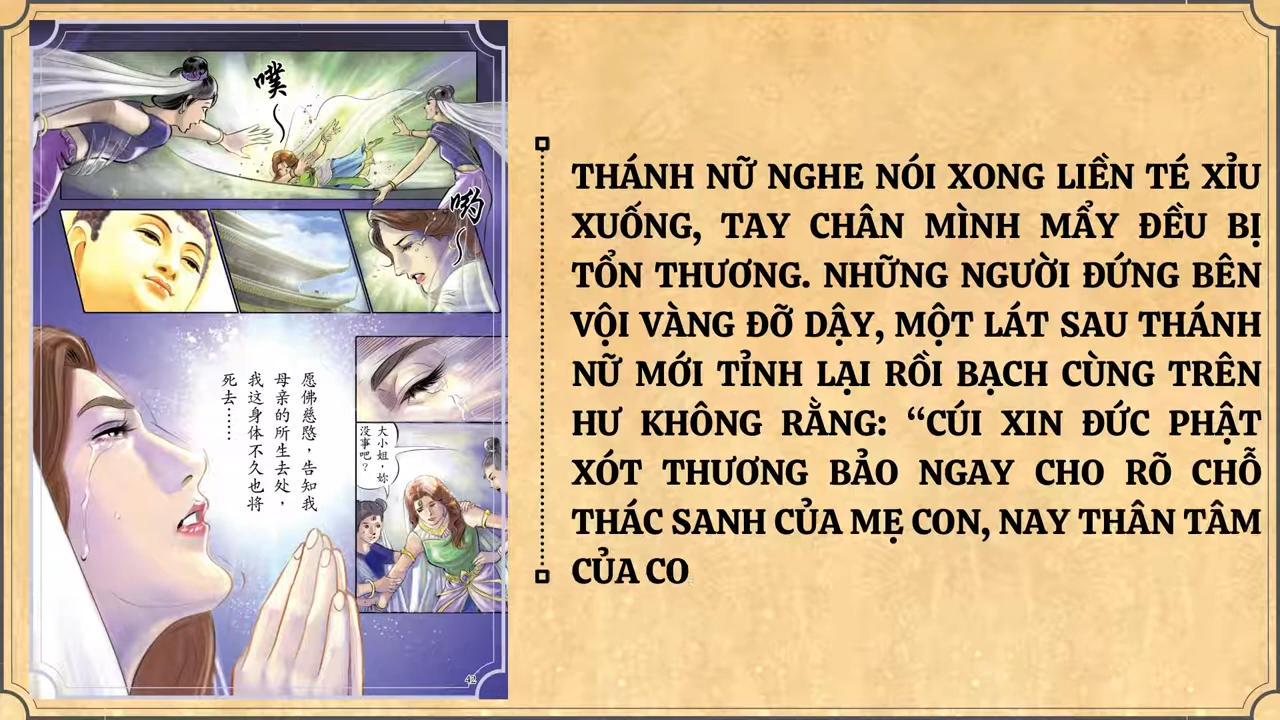 噗
哟
愿佛慈愍，告知我
母亲的所生去处，
我这身体不久也将
死去……
大小姐，妳
没事吧？
42
THÁNH NỮ NGHE NÓI XONG LIỀN TÉ XỈU
XUỐNG, TAY CHÂN MÌNH MẨY ĐỀU BỊ
TỔN THƯƠNG. NHỮNG NGƯỜI ĐỨNG BÊN
VỘI VÀNG ĐỠ DẬY, MỘT LÁT SAU THÁNH
NỮ MỚI TỈNH LẠI RỒI BẠCH CÙNG TRÊN
HƯ KHÔNG RẰNG: “CÚI XIN ĐỨC PHẬT
XÓT THƯƠNG BẢO NGAY CHO RÕ CHỖ
THÁC SANH CỦA MẸ CON, NAY THÂN TÂM
CỦA CO